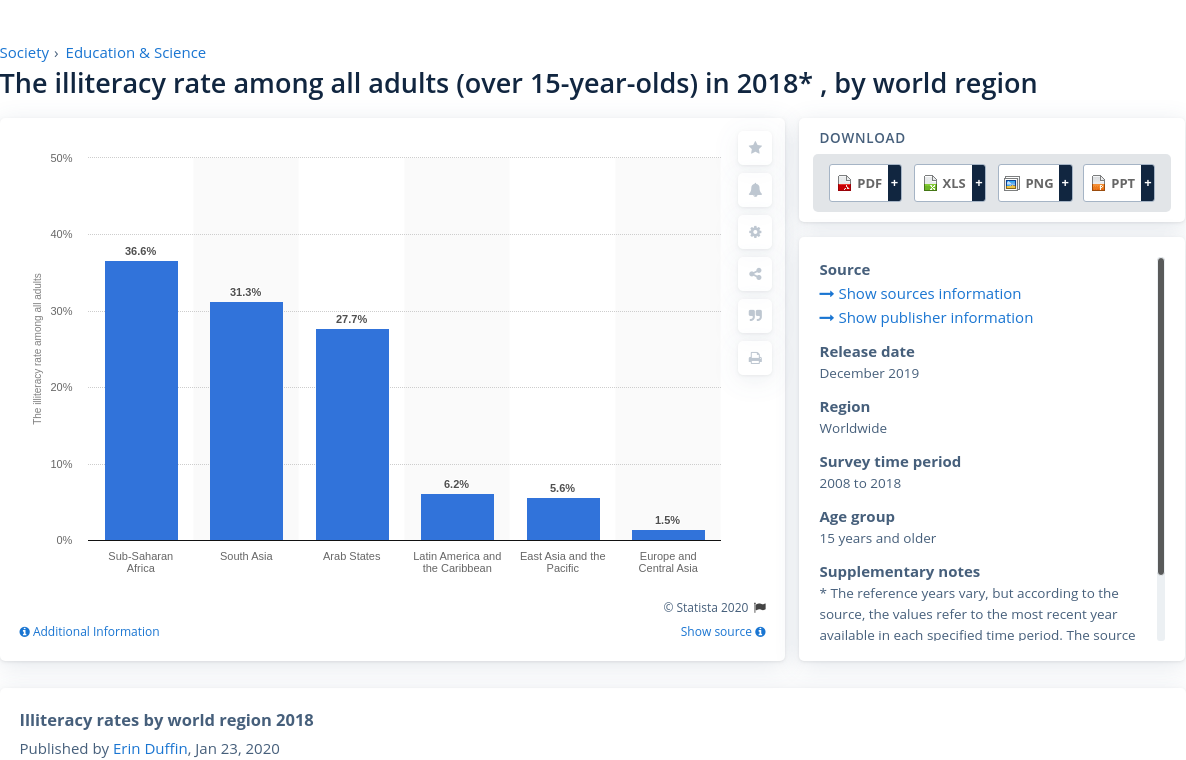 Society › Education & Science
The illiteracy rate among all adults (over 15-year-olds) in 2018* , by world region
50%
40%
30%
20%
10%
0%
The illiteracy rate among all adults
36.6%
31.3%
27.7%
6.2%
5.6%
1.5%
Sub-Saharan
Africa
South Asia
Arab States
Latin America and
the Caribbean
East Asia and the
Pacific
Europe and
Central Asia
© Statista 2020
Additional Information
Show source
DOWNLOAD
PDF +
XLS +
PNG +
PPT +
Source
Show sources information
Show publisher information
Release date
December 2019
Region
Worldwide
Survey time period
2008 to 2018
Age group
15 years and older
Supplementary notes
* The reference years vary, but according to the
source, the values refer to the most recent year
available in each specified time period. The source
Illiteracy rates by world region 2018
Published by Erin Duffin, Jan 23, 2020